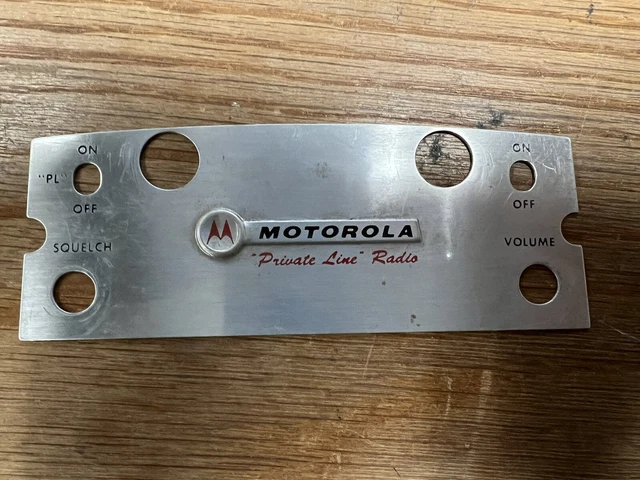 ON
"PL"
OFF
SQUELCH
MOTOROLA
"Private Line" Radio
ON
OFF
VOLUME